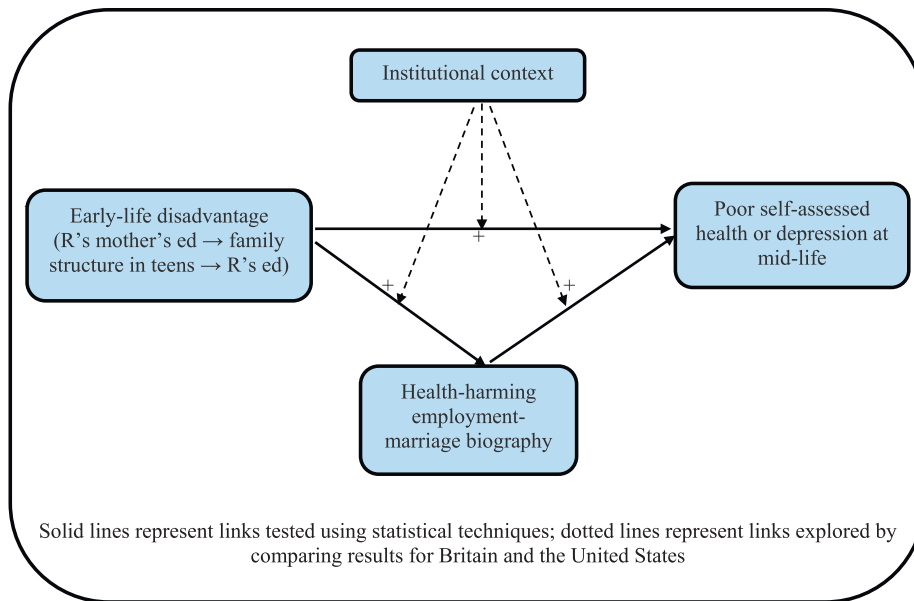 Institutional context
Early-life disadvantage
(R’s mother’s ed → family
structure in teens → R’s ed)
Poor self-assessed
health or depression at
mid-life
+
+
+
Health-harming
employment-
marriage biography
Solid lines represent links tested using statistical techniques; dotted lines represent links explored by
comparing results for Britain and the United States